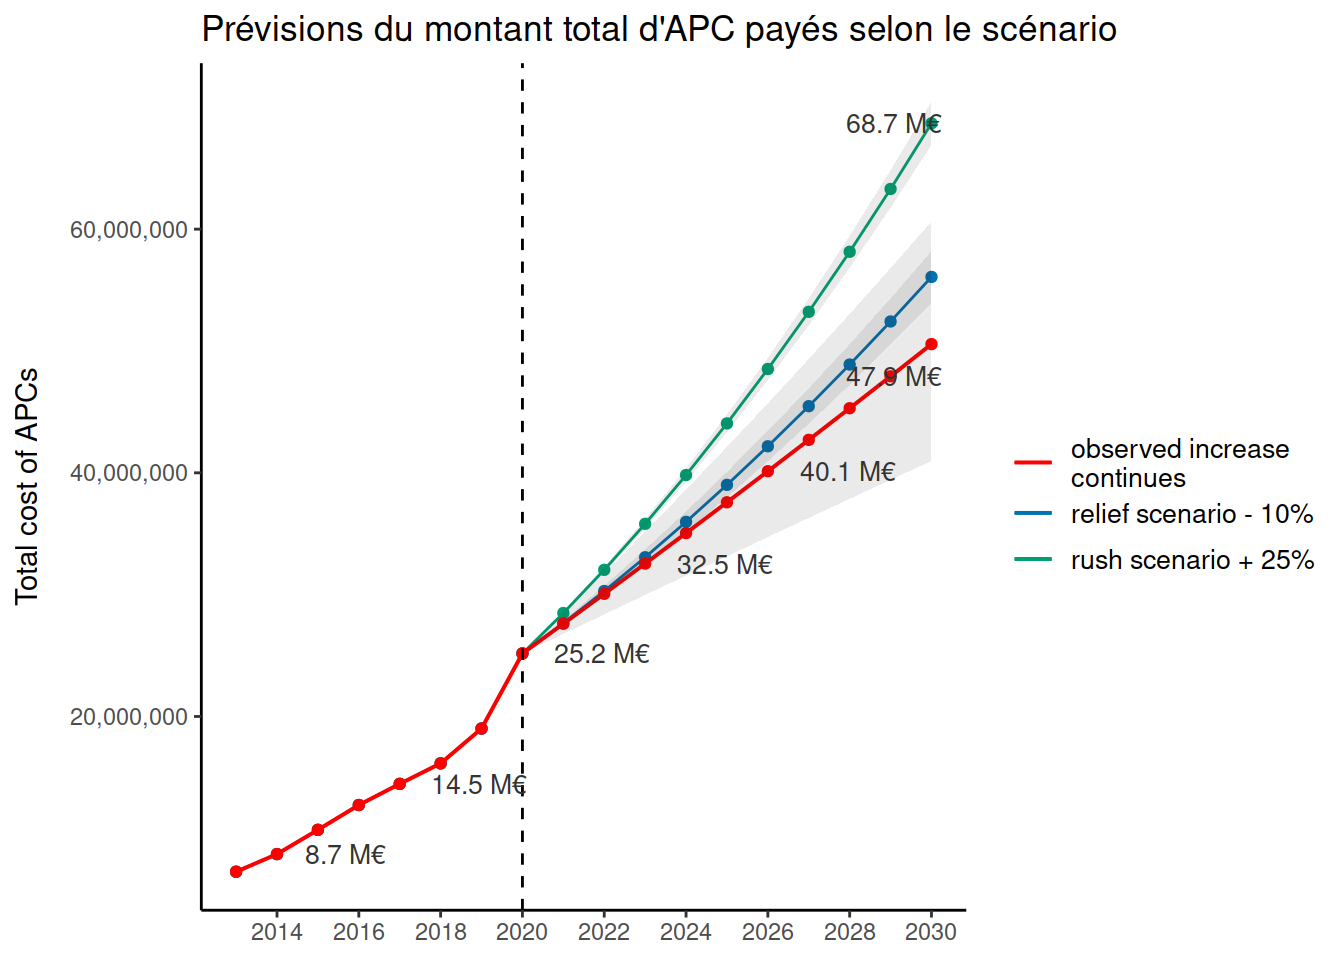 Prévisions du montant total d'APC payés selon le scénario
Total cost of APCs
60,000,000
40,000,000
20,000,000
68.7 M€
47.9 M€
40.1 M€
32.5 M€
25.2 M€
14.5 M€
8.7 M€
2014 2016 2018 2020 2022 2024 2026 2028 2030
observed increase
continues
relief scenario - 10%
rush scenario + 25%